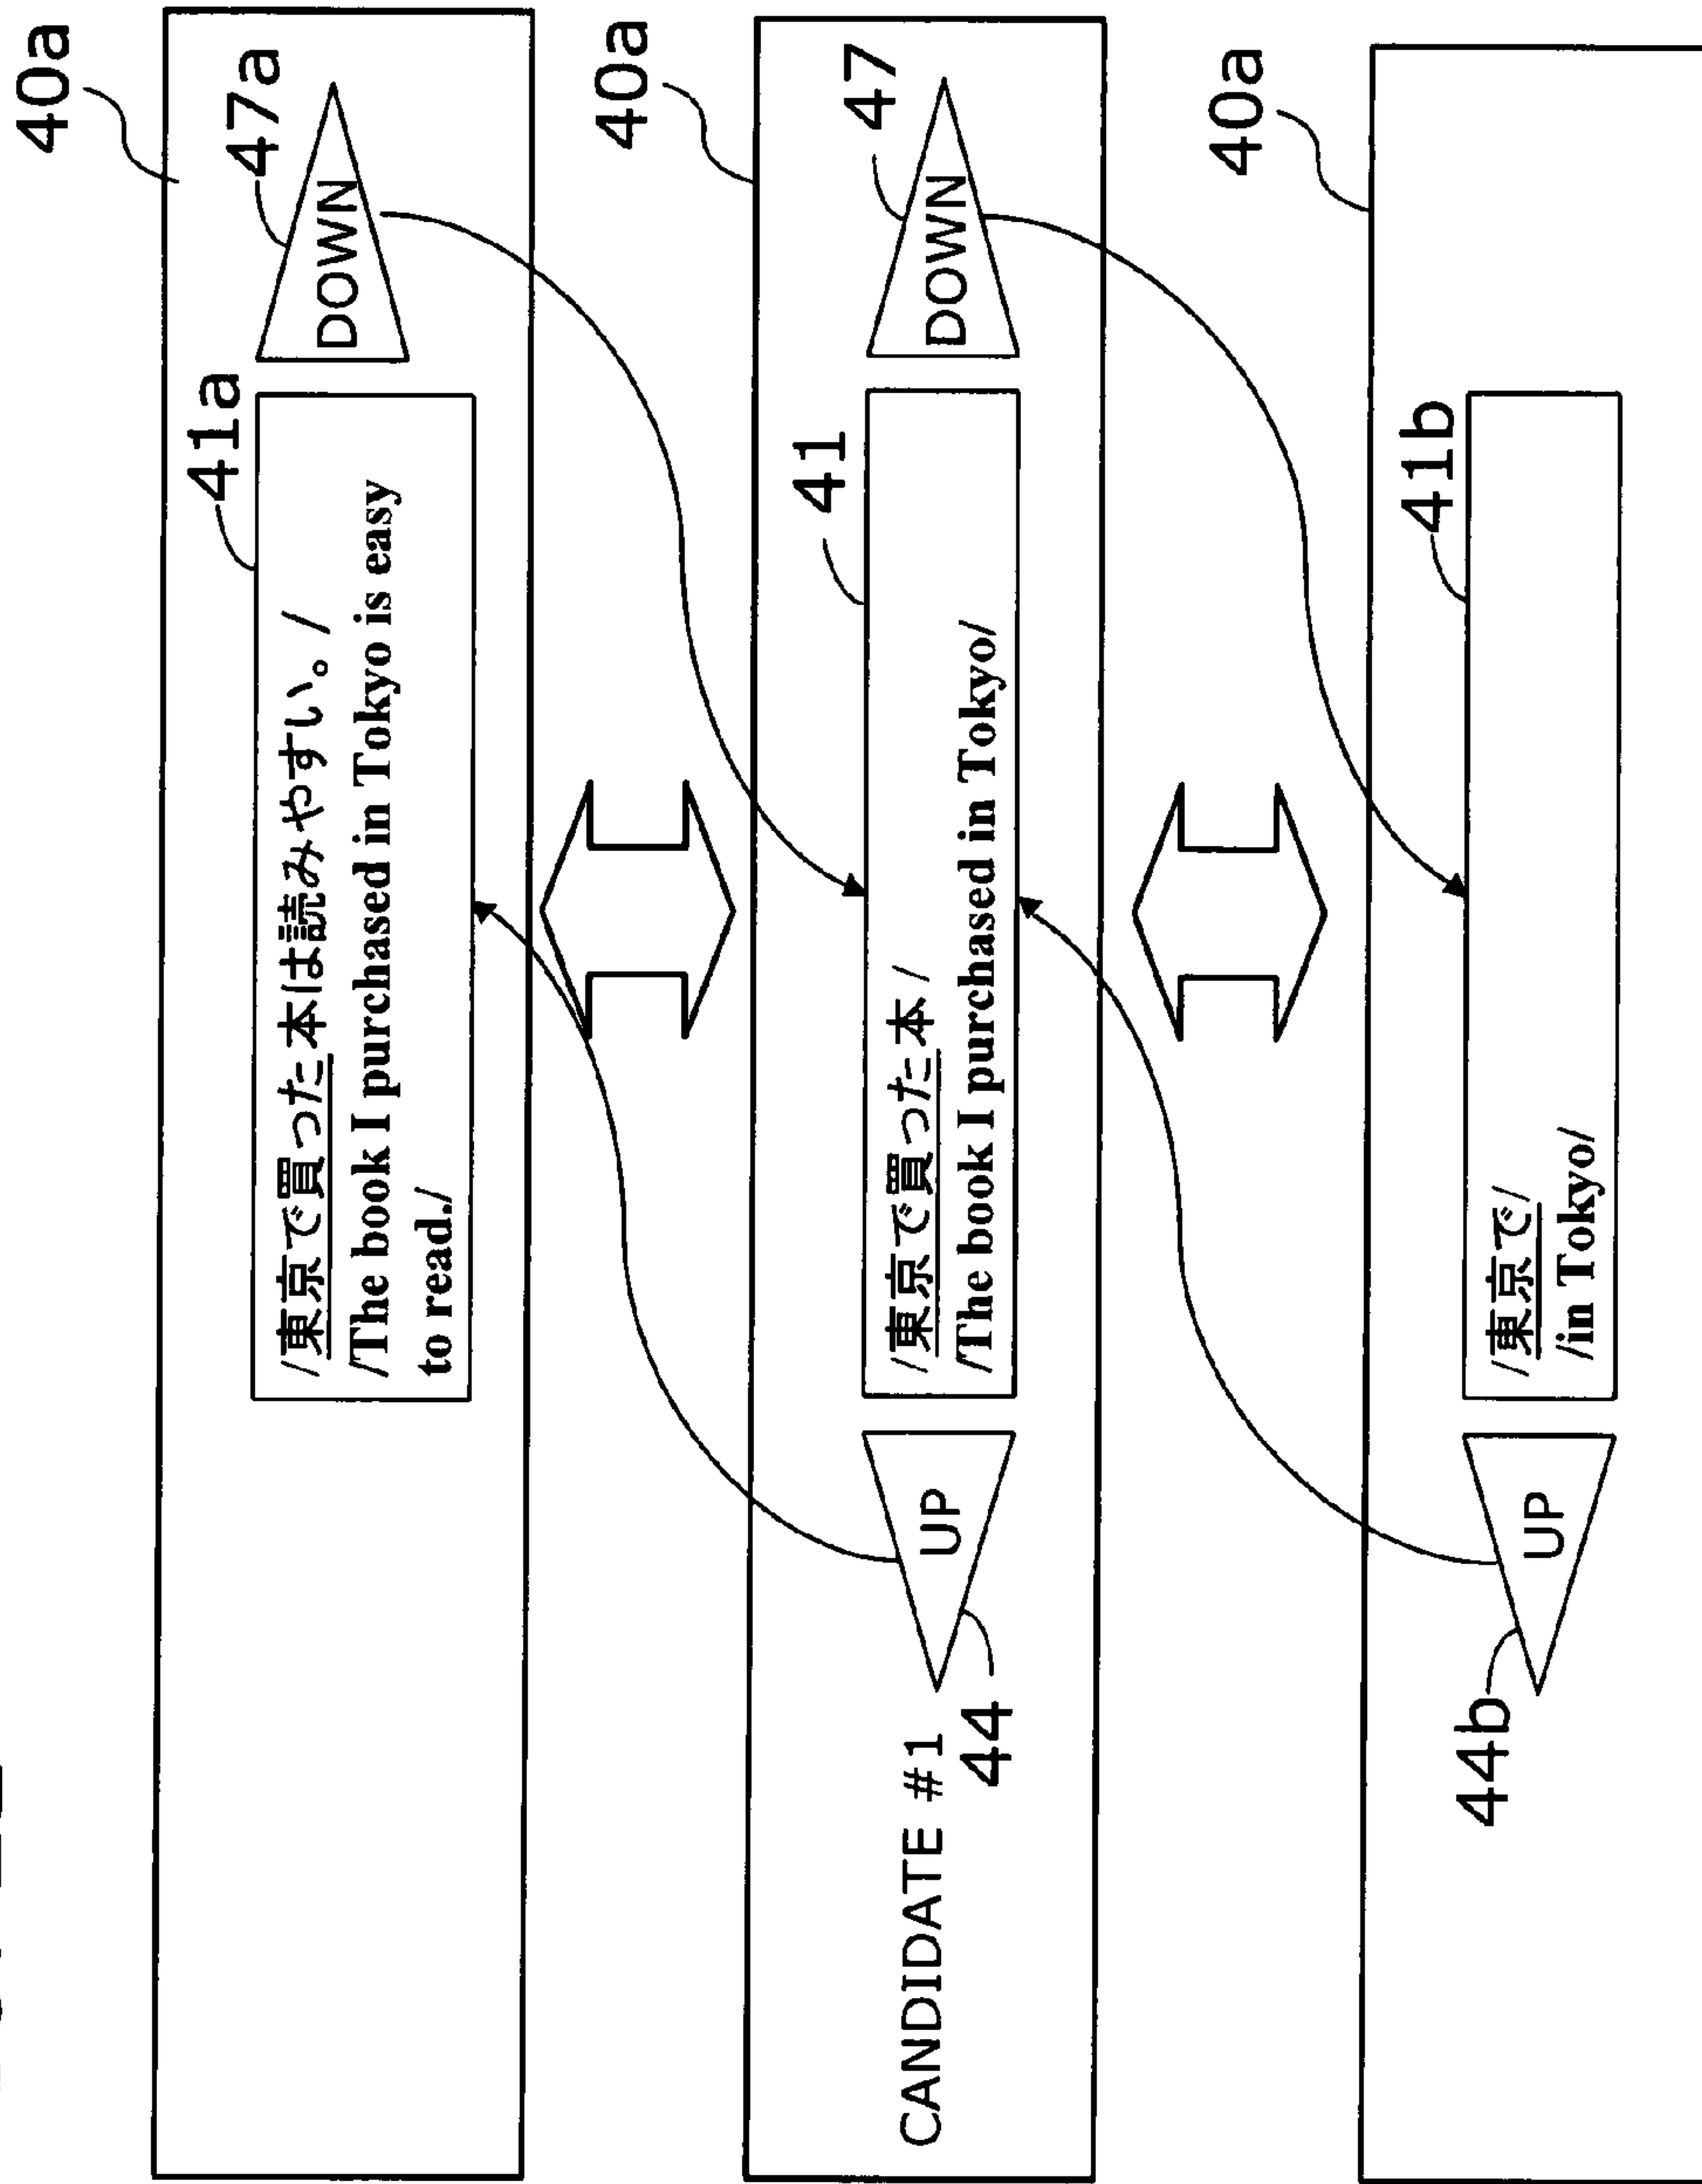 40a
47a
DOWN
41a
/東京で買った本は読みやすい。/
/The book I purchased in Tokyo is easy
to read./
40a
47
DOWN
41
/東京で買った本/
/The book I purchased in Tokyo/
UP
44
CANDIDATE #1
40a
41b
/東京で/
/in Tokyo/
UP
44b